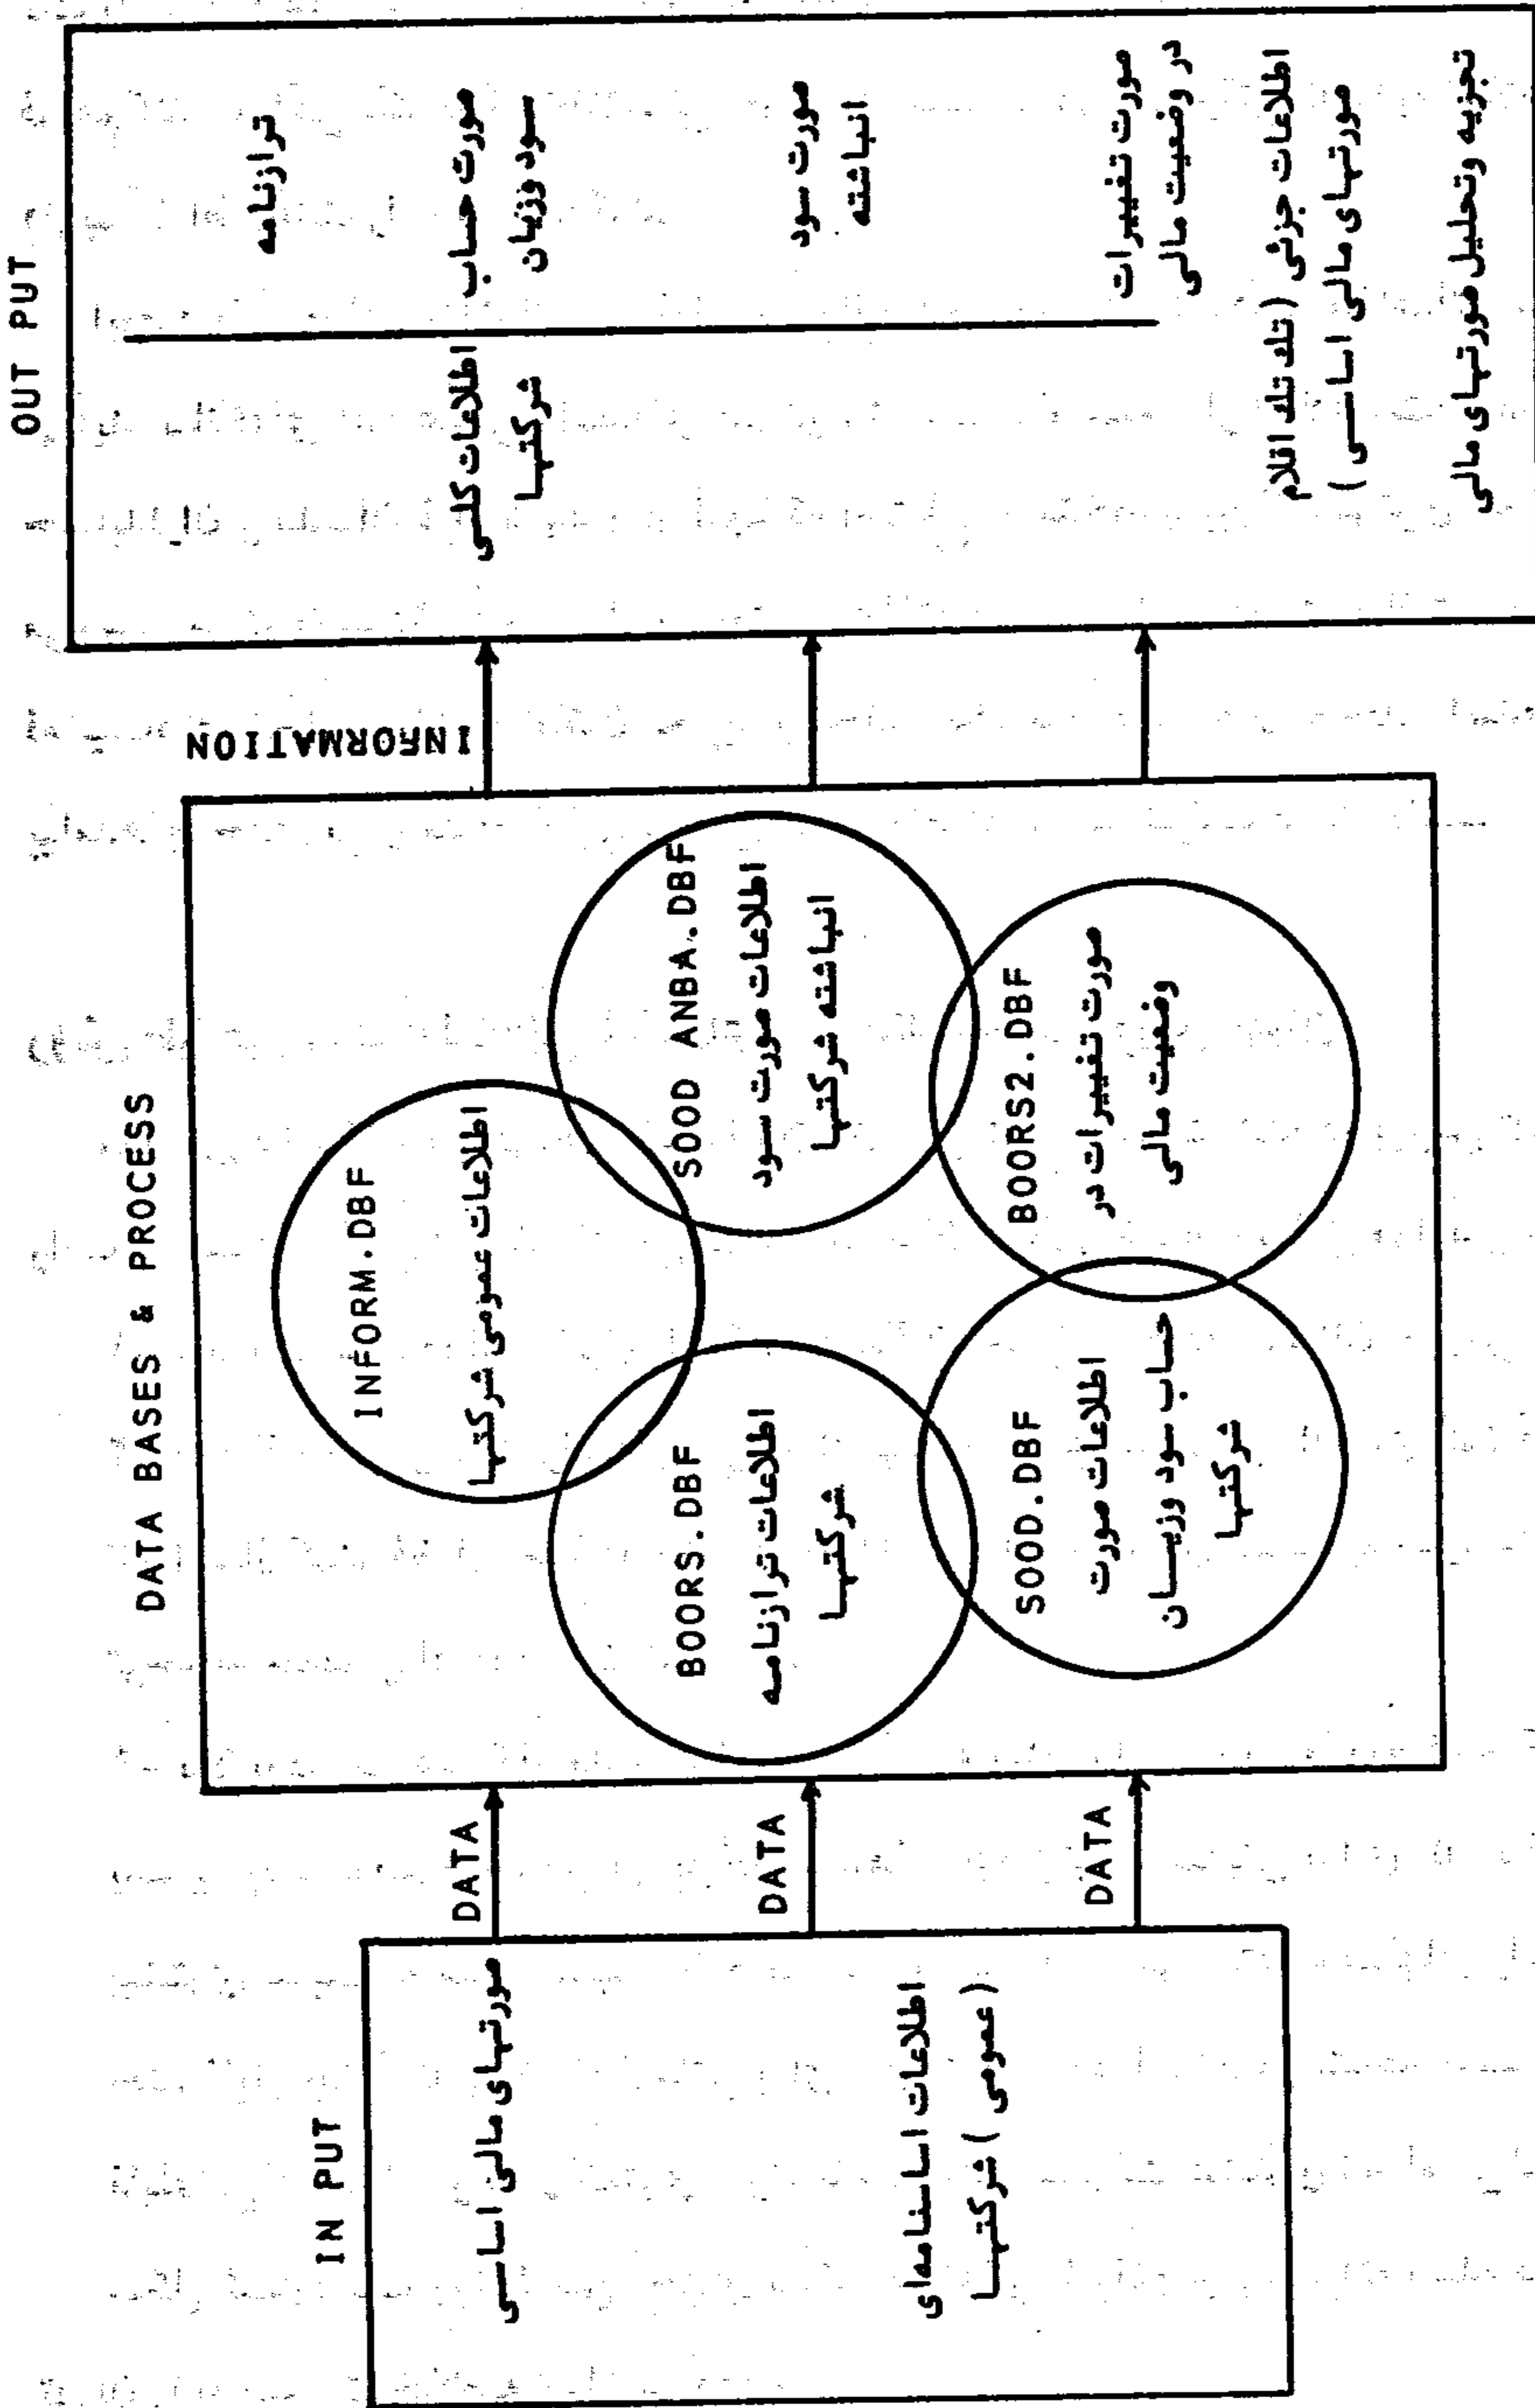 IN PUT
صورتهای مالی اساسی
اطلاعات اساسنامه‌ای
(عمومی) شرکتها
DATA
DATA
DATA
DATA BASES & PROCESS
INFORM.DBF
اطلاعات عمومی شرکتها
BOORS.DBF
اطلاعات ترازنامه
شرکتها
SOOD ANBA.DBF
اطلاعات صورت سود
انباشته شرکتها
SOOD.DBF
اطلاعات صورت
حساب سود وزیان
شرکتها
BOORS2.DBF
صورت تغییرات در
وضعیت مالی
INFORMATION
OUT PUT
اطلاعات کلی
شرکتها
ترازنامه
صورت حساب
سود وزیان
صورت سود
انباشته
صورت تغییرات
در وضعیت مالی
اطلاعات جزئی (تک تک اقلام
صورتهای مالی اساسی)
تجزیه وتحلیل صورتهای مالی